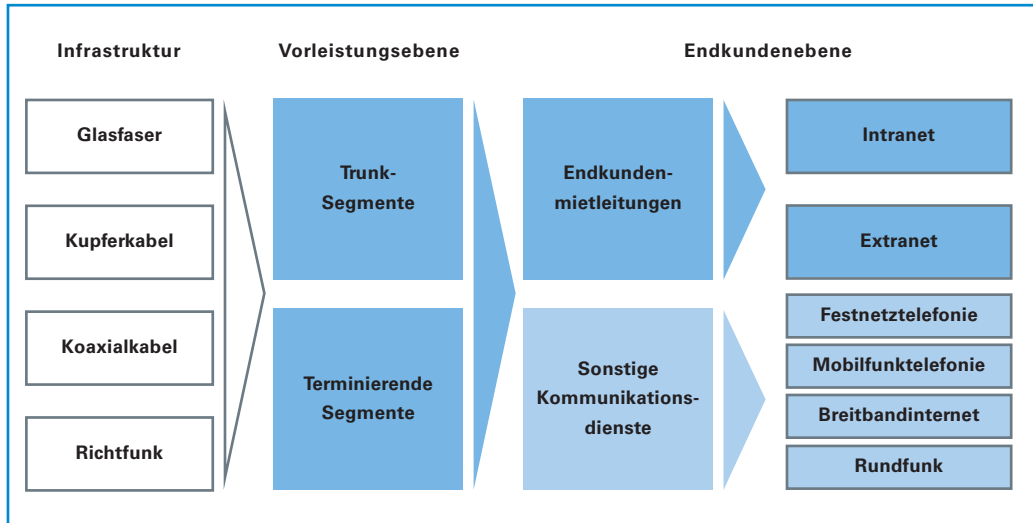 Infrastruktur
Vorleistungsebene
Endkundenebene
Glasfaser
Kupferkabel
Koaxialkabel
Richtfunk
Trunk-
Segmente
Terminierende
Segmente
Endkunden-
mietleitungen
Sonstige
Kommunikations-
dienste
Intranet
Extranet
Festnetztelefonie
Mobilfunktelefonie
Breitbandinternet
Rundfunk